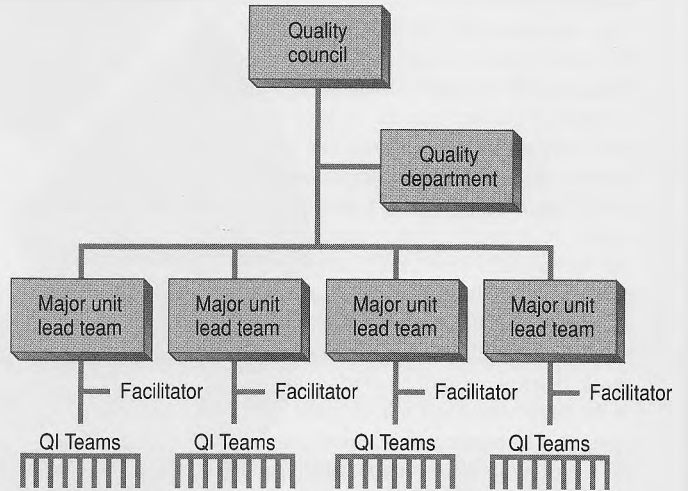 Quality
council
Quality
department
Major unit
lead team
Major unit
lead team
Major unit
lead team
Major unit
lead team
Facilitator
Facilitator
Facilitator
Facilitator
QI Teams
QI Teams
QI Teams
QI Teams